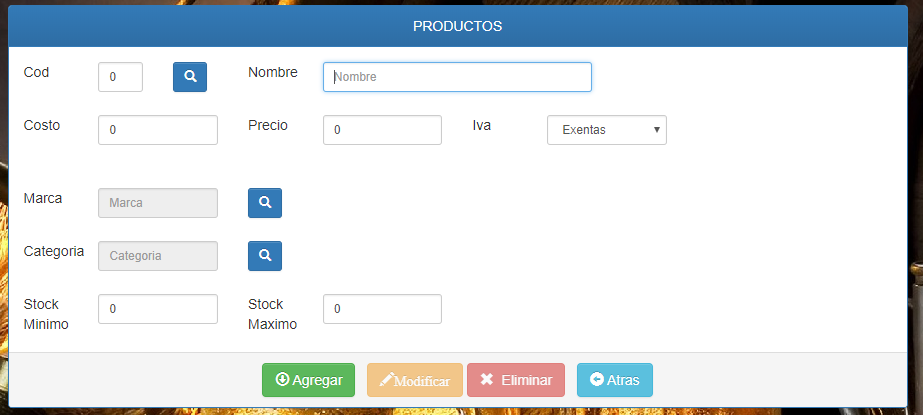 PRODUCTOS
Cod 0 Nombre Nombre
Costo 0 Precio 0 Iva Exentas
Marca Marca
Categoria Categoria
Stock Minimo 0 Stock Maximo 0
Agregar Modificar Eliminar Atras